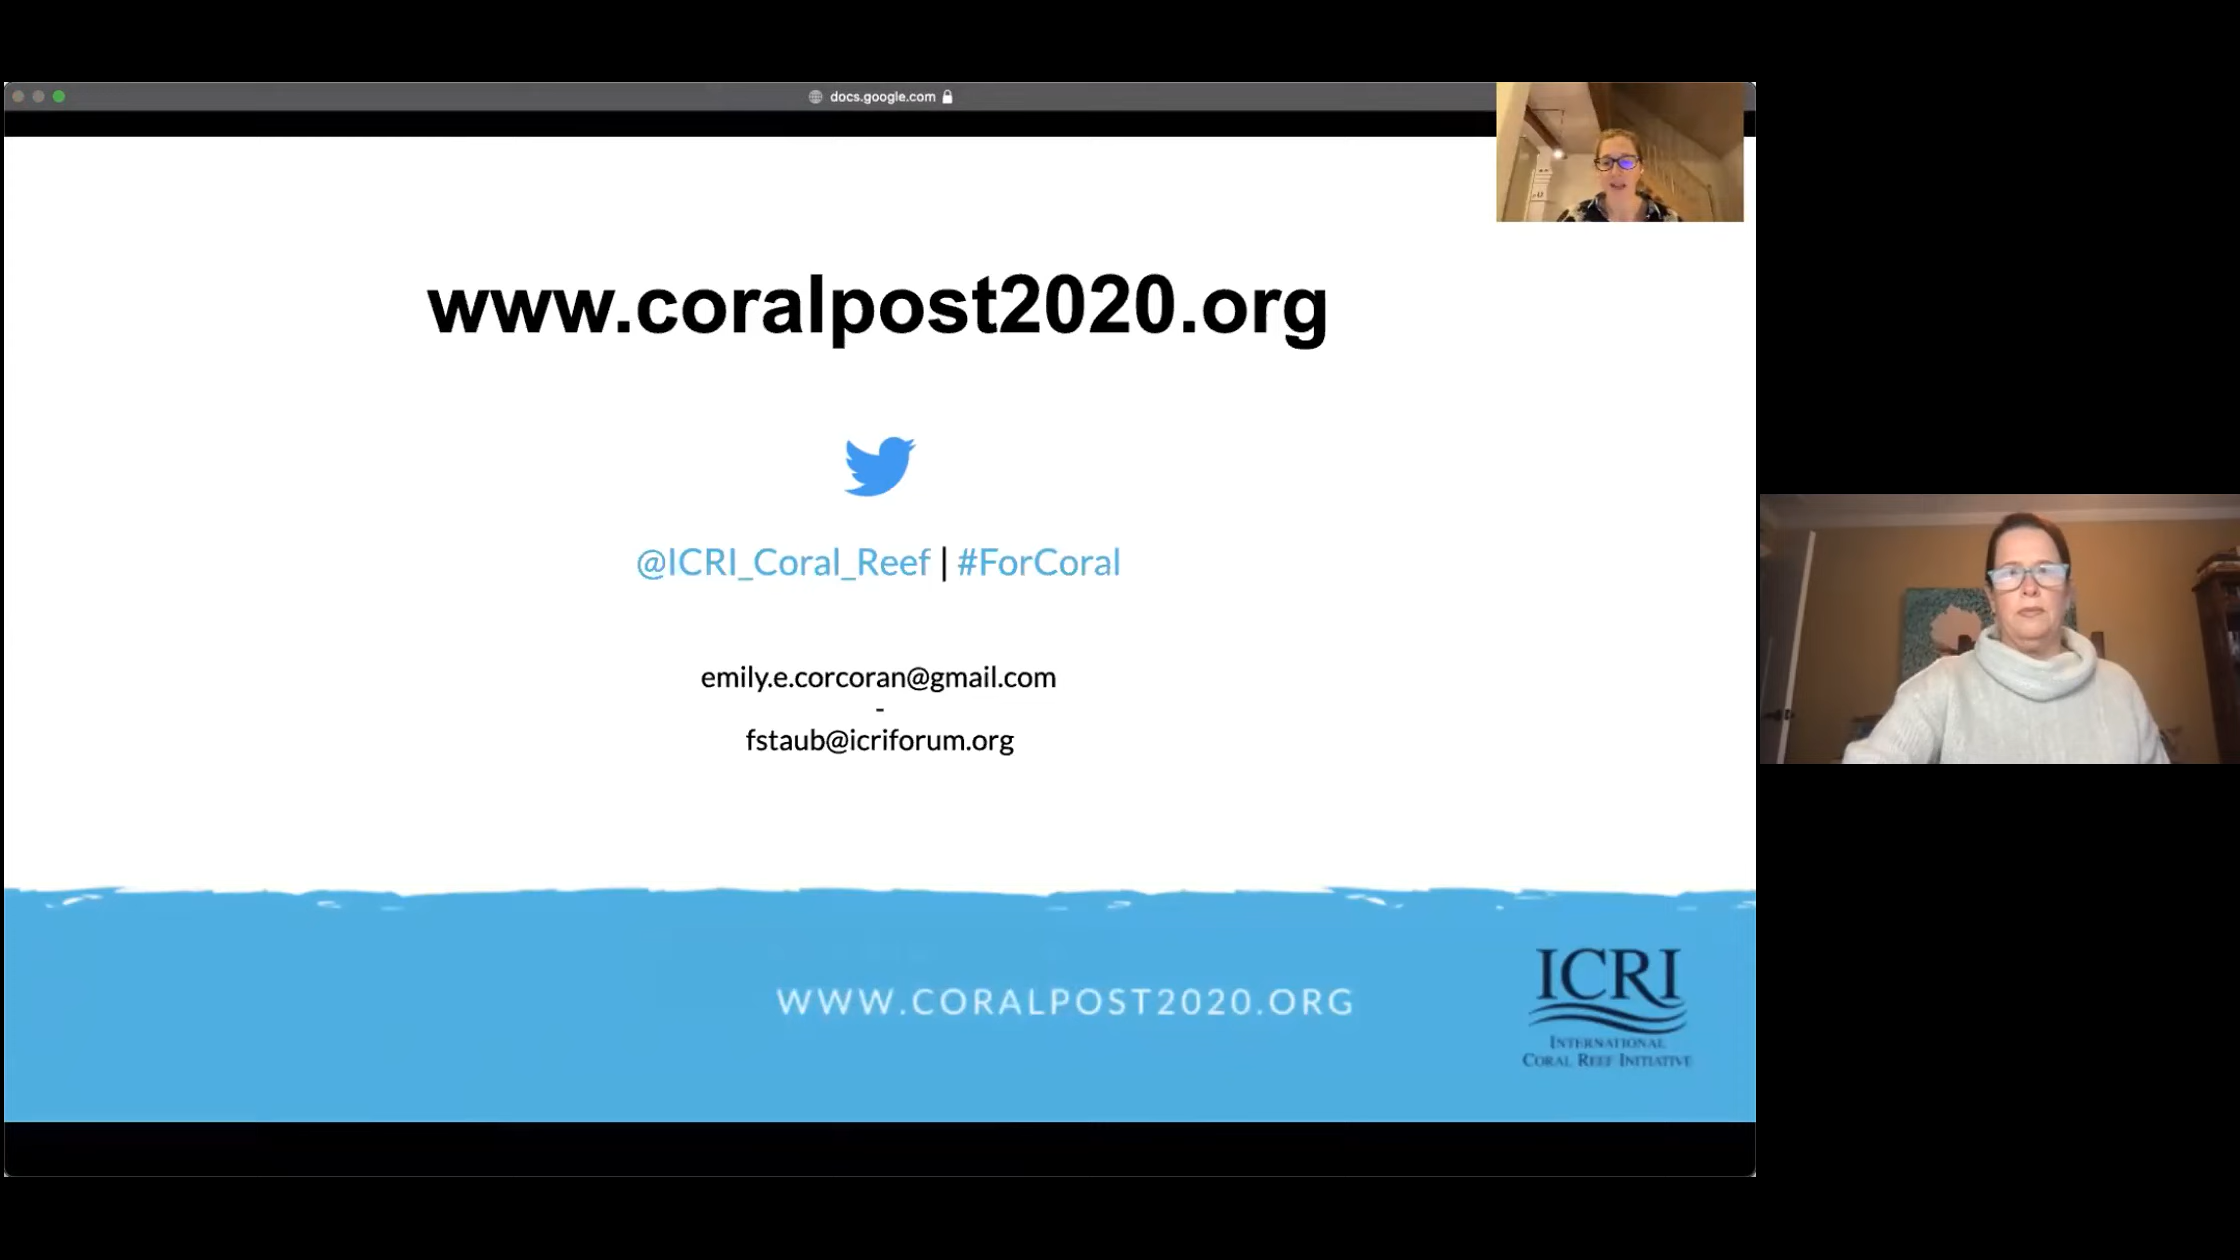 docs.google.com
www.coralpost2020.org
@ICRI_Coral_Reef | #ForCoral
emily.e.corcoran@gmail.com
-
fstaub@icriforum.org
WWW.CORALPOST2020.ORG
ICRI
INTERNATIONAL
CORAL REEF INITIATIVE